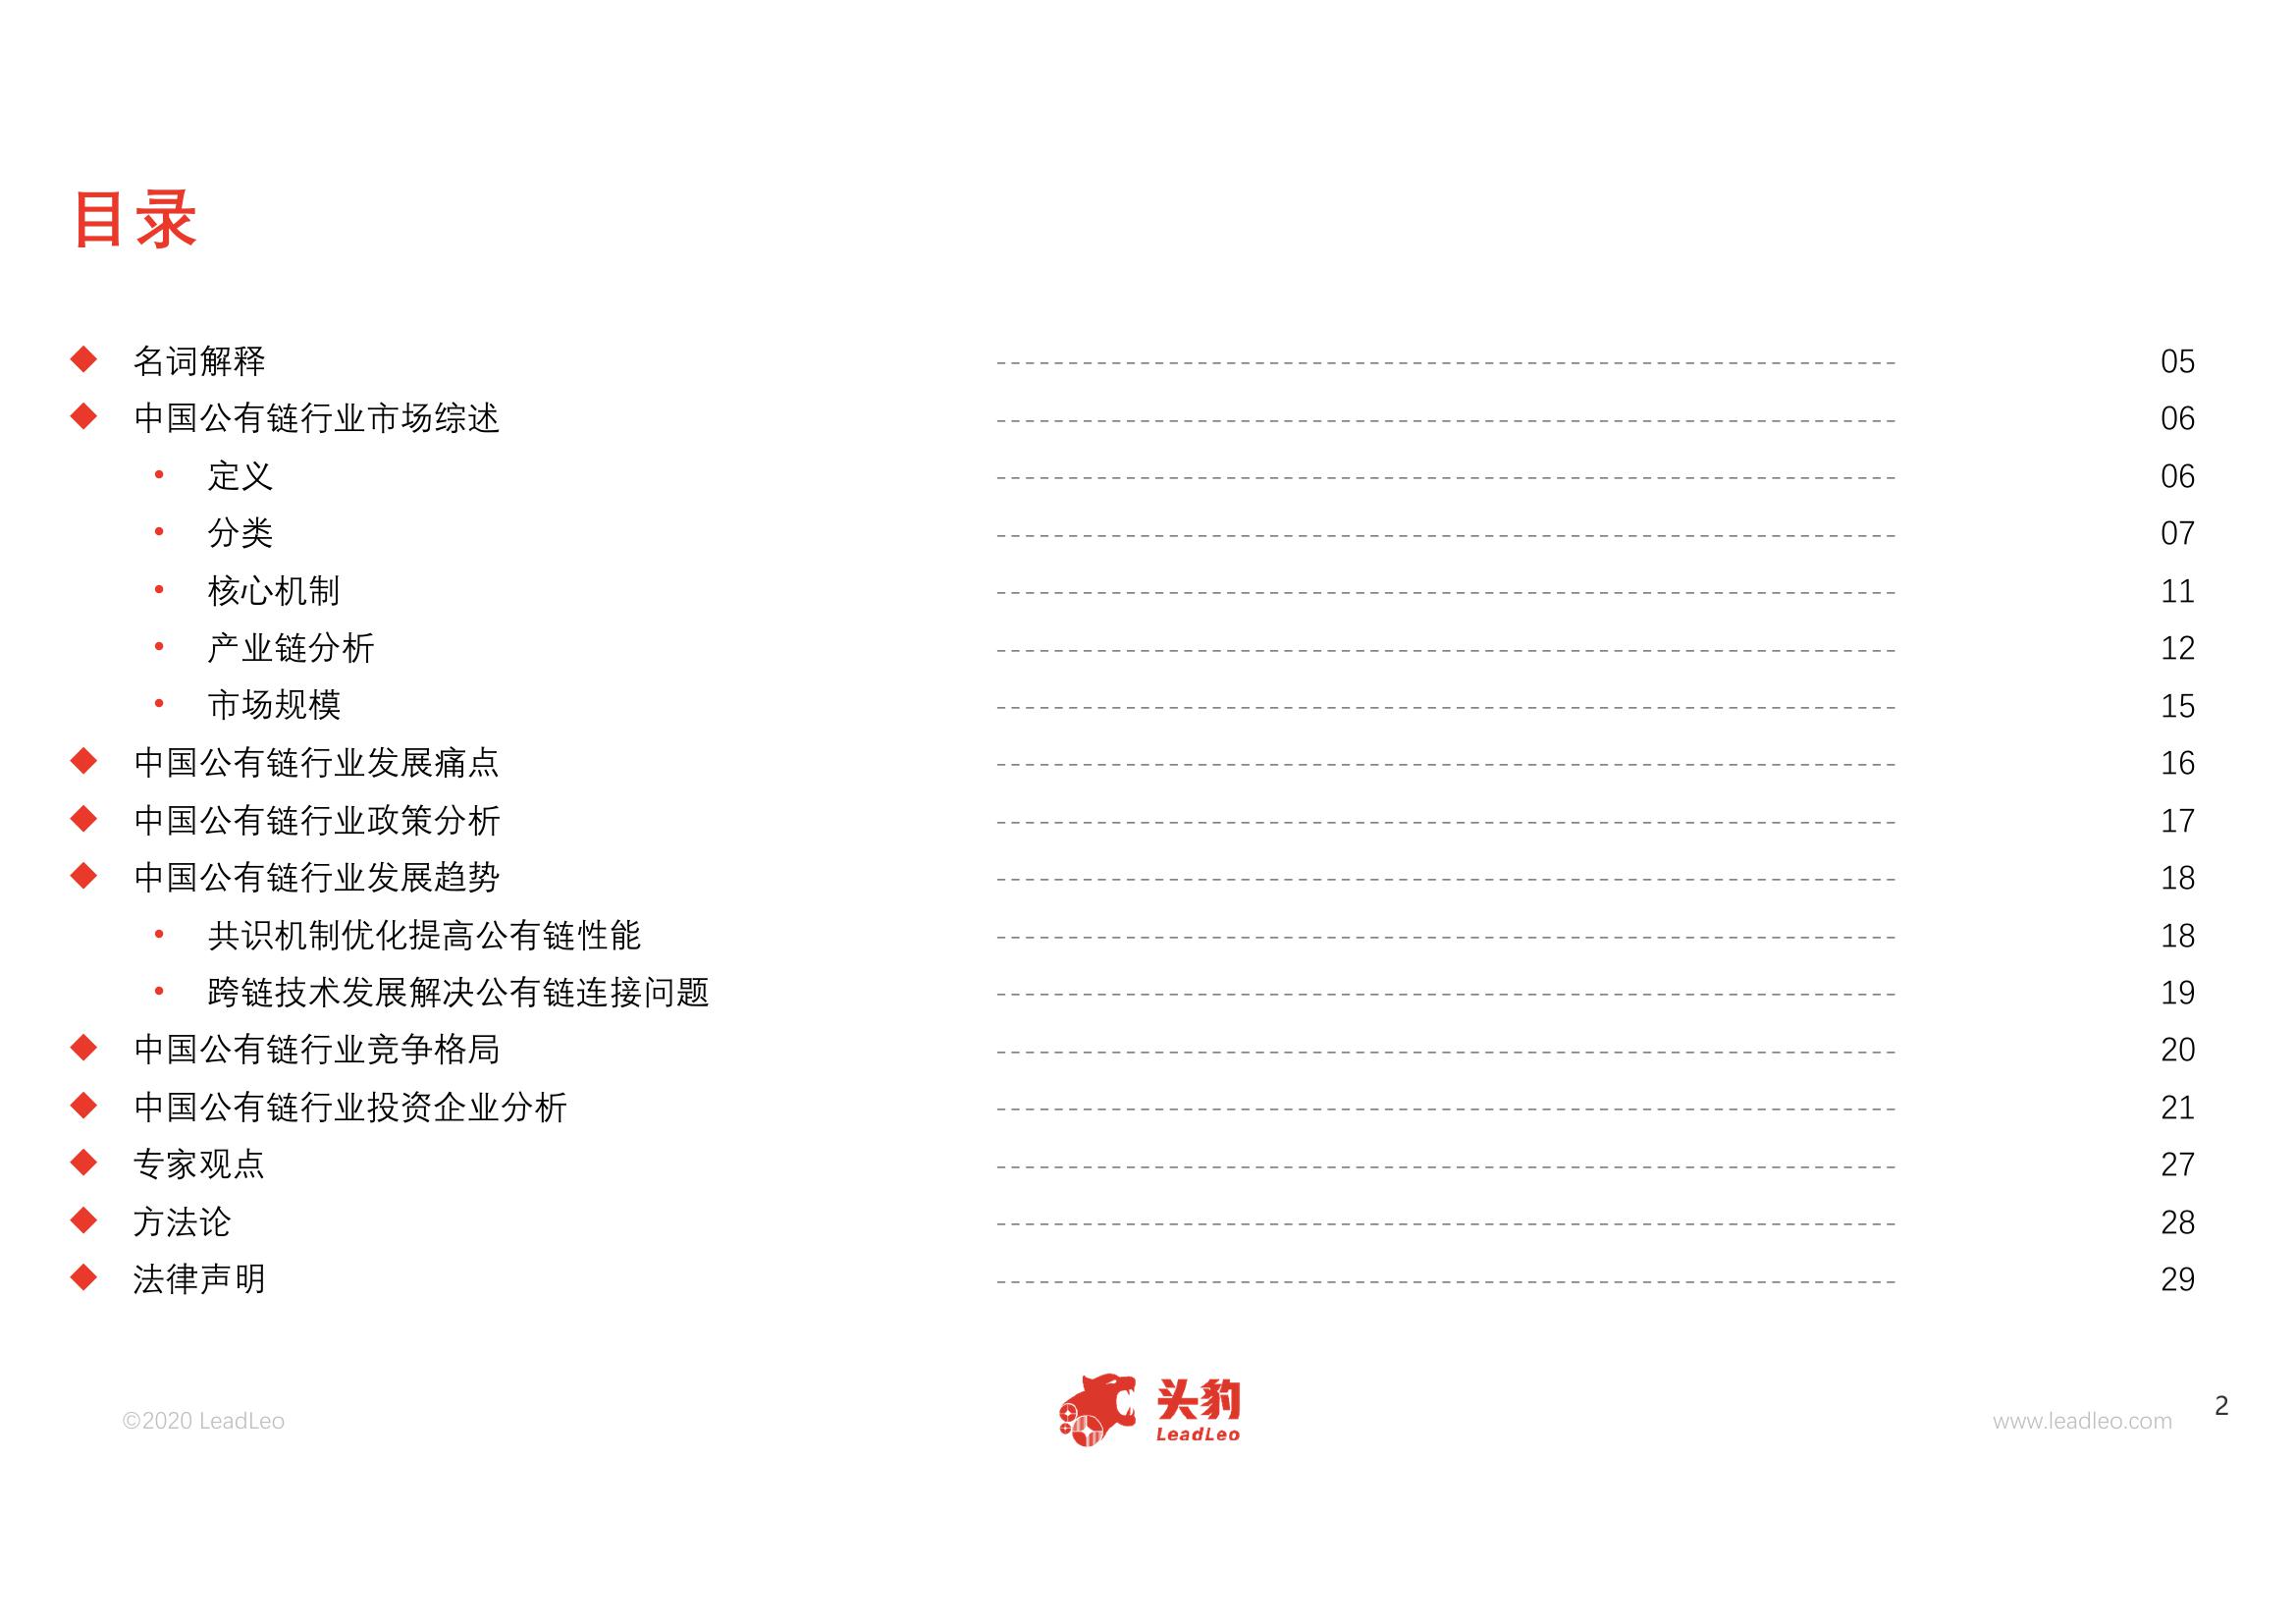 目录
名词解释 05
中国公有链行业市场综述 06
定义 06
分类 07
核心机制 11
产业链分析 12
市场规模 15
中国公有链行业发展痛点 16
中国公有链行业政策分析 17
中国公有链行业发展趋势 18
共识机制优化提高公有链性能 18
跨链技术发展解决公有链连接问题 19
中国公有链行业竞争格局 20
中国公有链行业投资企业分析 21
专家观点 27
方法论 28
法律声明 29
©2020 LeadLeo
头豹
LeadLeo
www.leadleo.com
2